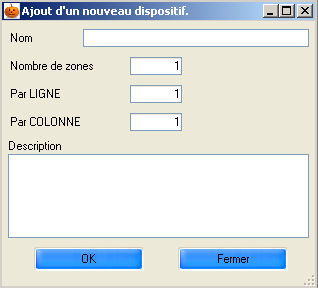 Ajout d'un nouveau dispositif.
Nom
Nombre de zones 1
Par LIGNE 1
Par COLONNE 1
Description
OK Fermer